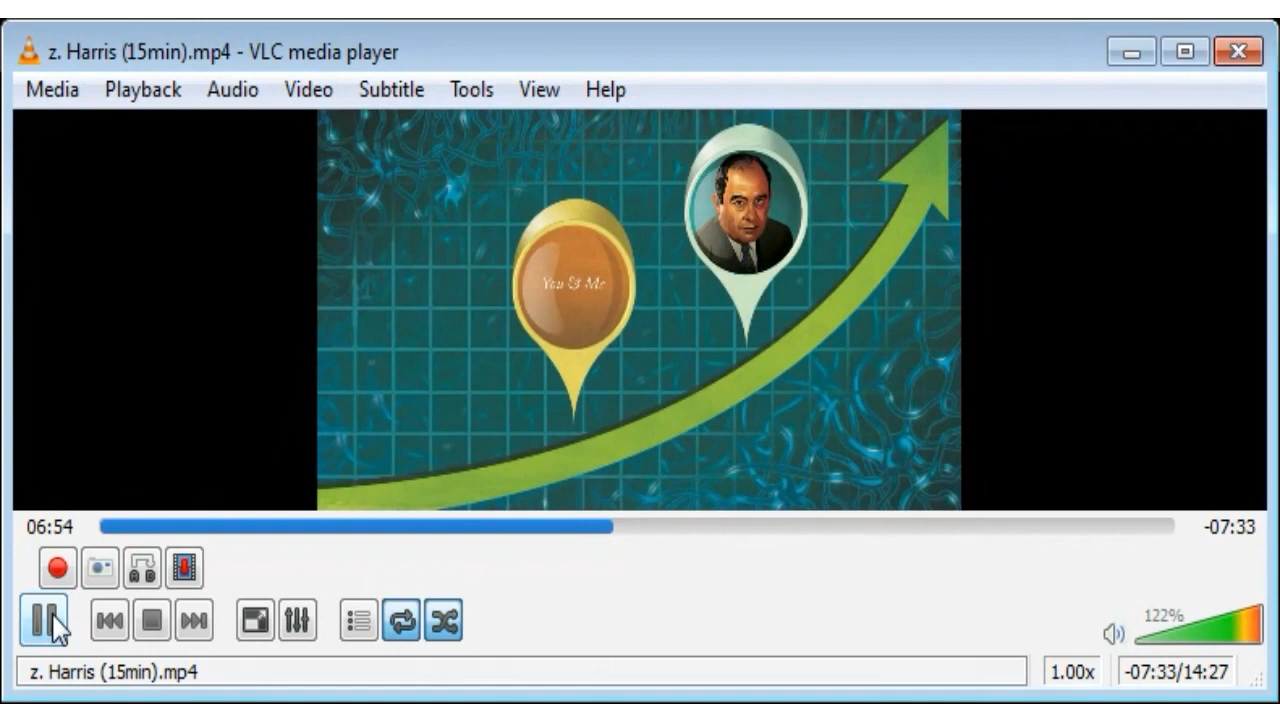 z. Harris (15min).mp4 - VLC media player
Media Playback Audio Video Subtitle Tools View Help
You & Me
06:54 -07:33
A B
122%
z. Harris (15min).mp4 1.00x -07:33/14:27